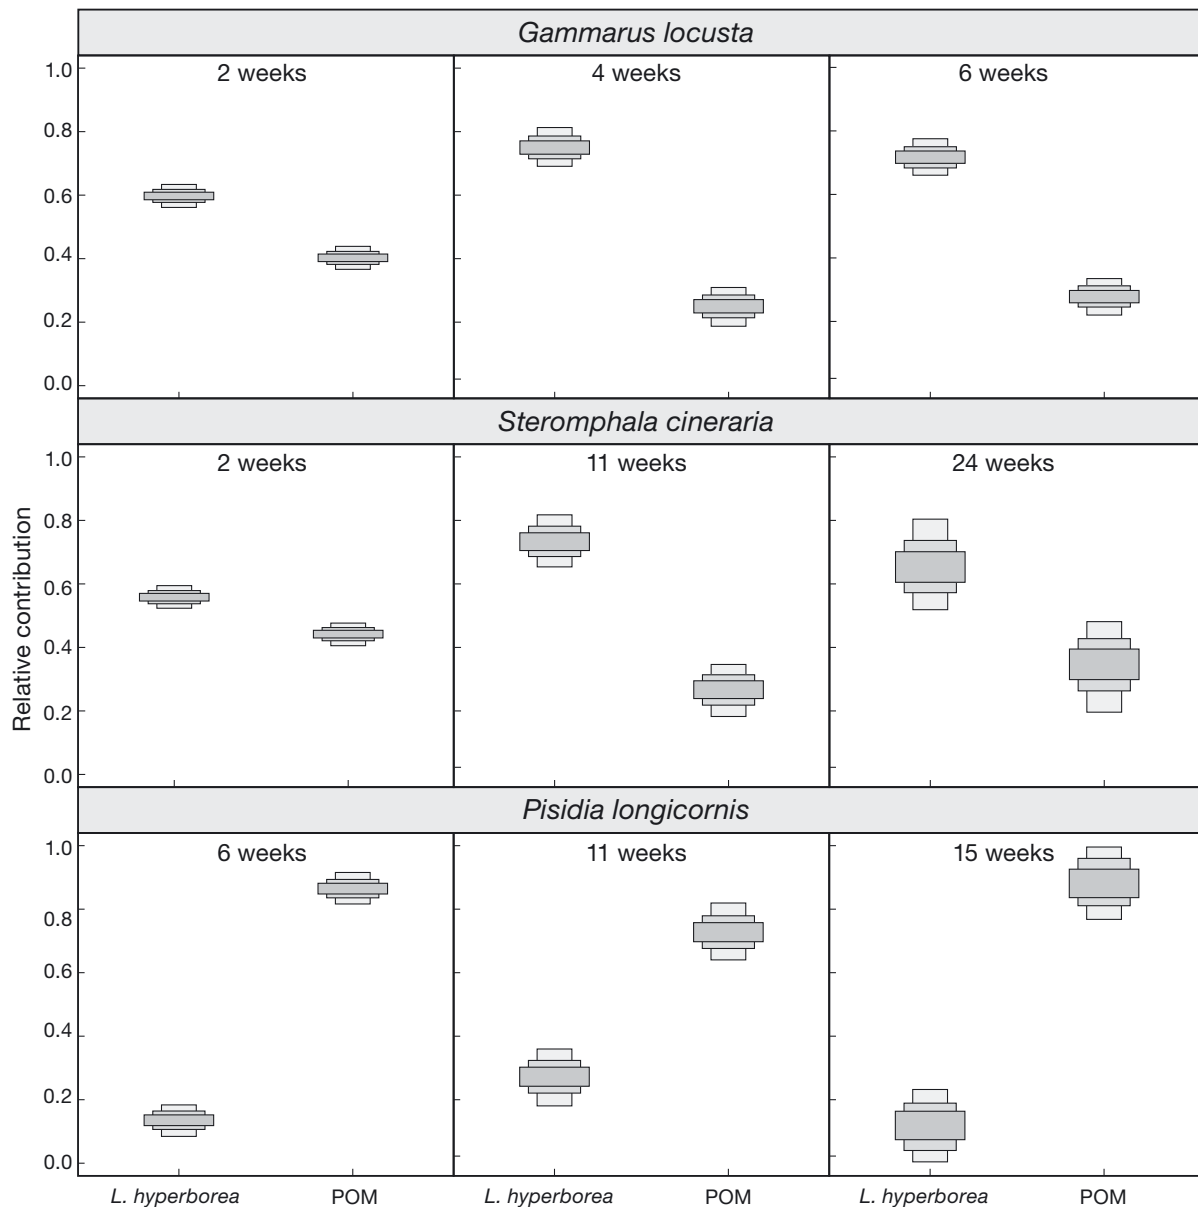 Gammarus locusta
2 weeks 4 weeks 6 weeks
1.0
0.8
0.6
0.4
0.2
0.0
Steromphala cineraria
2 weeks 11 weeks 24 weeks
1.0
0.8
0.6
0.4
0.2
0.0
Relative contribution
Pisidia longicornis
6 weeks 11 weeks 15 weeks
1.0
0.8
0.6
0.4
0.2
0.0
L. hyperborea POM L. hyperborea POM L. hyperborea POM